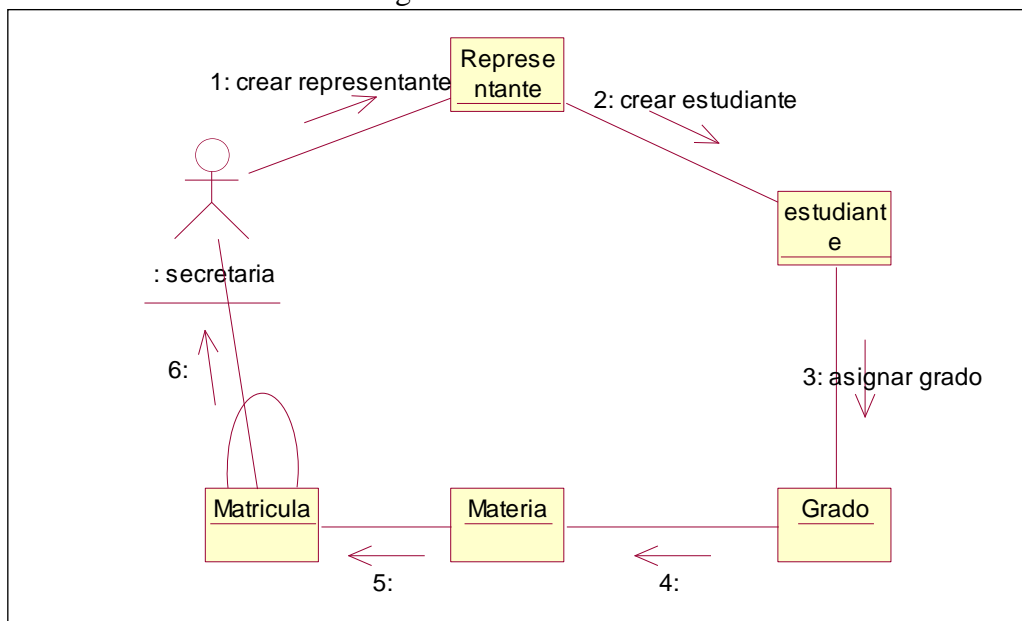 Represe
ntante
1: crear representante
2: crear estudiante
estudiant
e
: secretaria
6:
3: asignar grado
Matricula
Materia
Grado
5:
4: